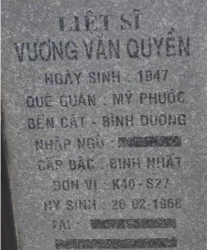 LIỆT SĨ
VƯƠNG VĂN QUYỀN
NGÀY SINH : 1947
QUÊ QUÁN : MỸ PHƯỚC
BẾN CÁT - BÌNH DƯƠNG
NHẬP NGŨ :
CẤP BẬC : BINH NHẤT
ĐƠN VỊ : K40 - S27
HY SINH : 26-02-1968
TẠI :